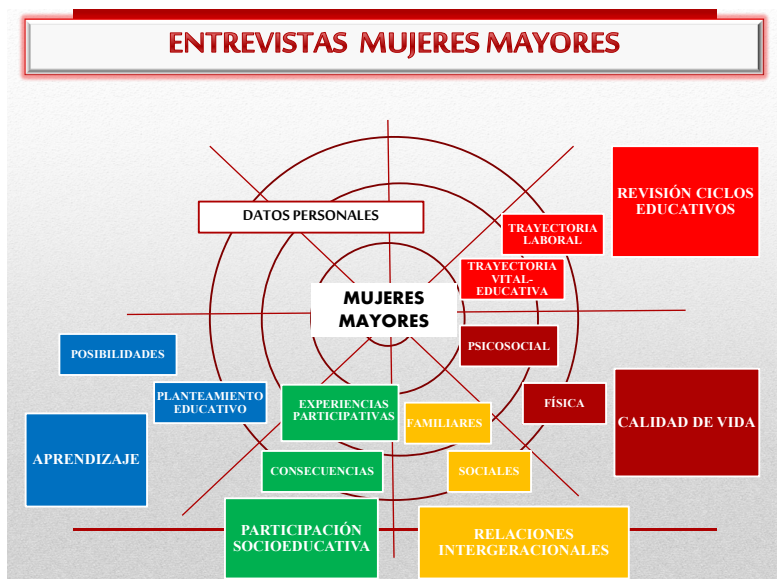 ENTREVISTAS MUJERES MAYORES
REVISIÓN CICLOS
EDUCATIVOS
DATOS PERSONALES
TRAYECTORIA
LABORAL
TRAYECTORIA
VITAL-
EDUCATIVA
MUJERES
MAYORES
PSICOSOCIAL
POSIBILIDADES
PLANTEAMIENTO
EDUCATIVO
EXPERIENCIAS
PARTICIPATIVAS
FAMILIARES
FÍSICA
CALIDAD DE VIDA
APRENDIZAJE
CONSECUENCIAS
SOCIALES
PARTICIPACIÓN
SOCIOEDUCATIVA
RELACIONES
INTERGERACIONALES